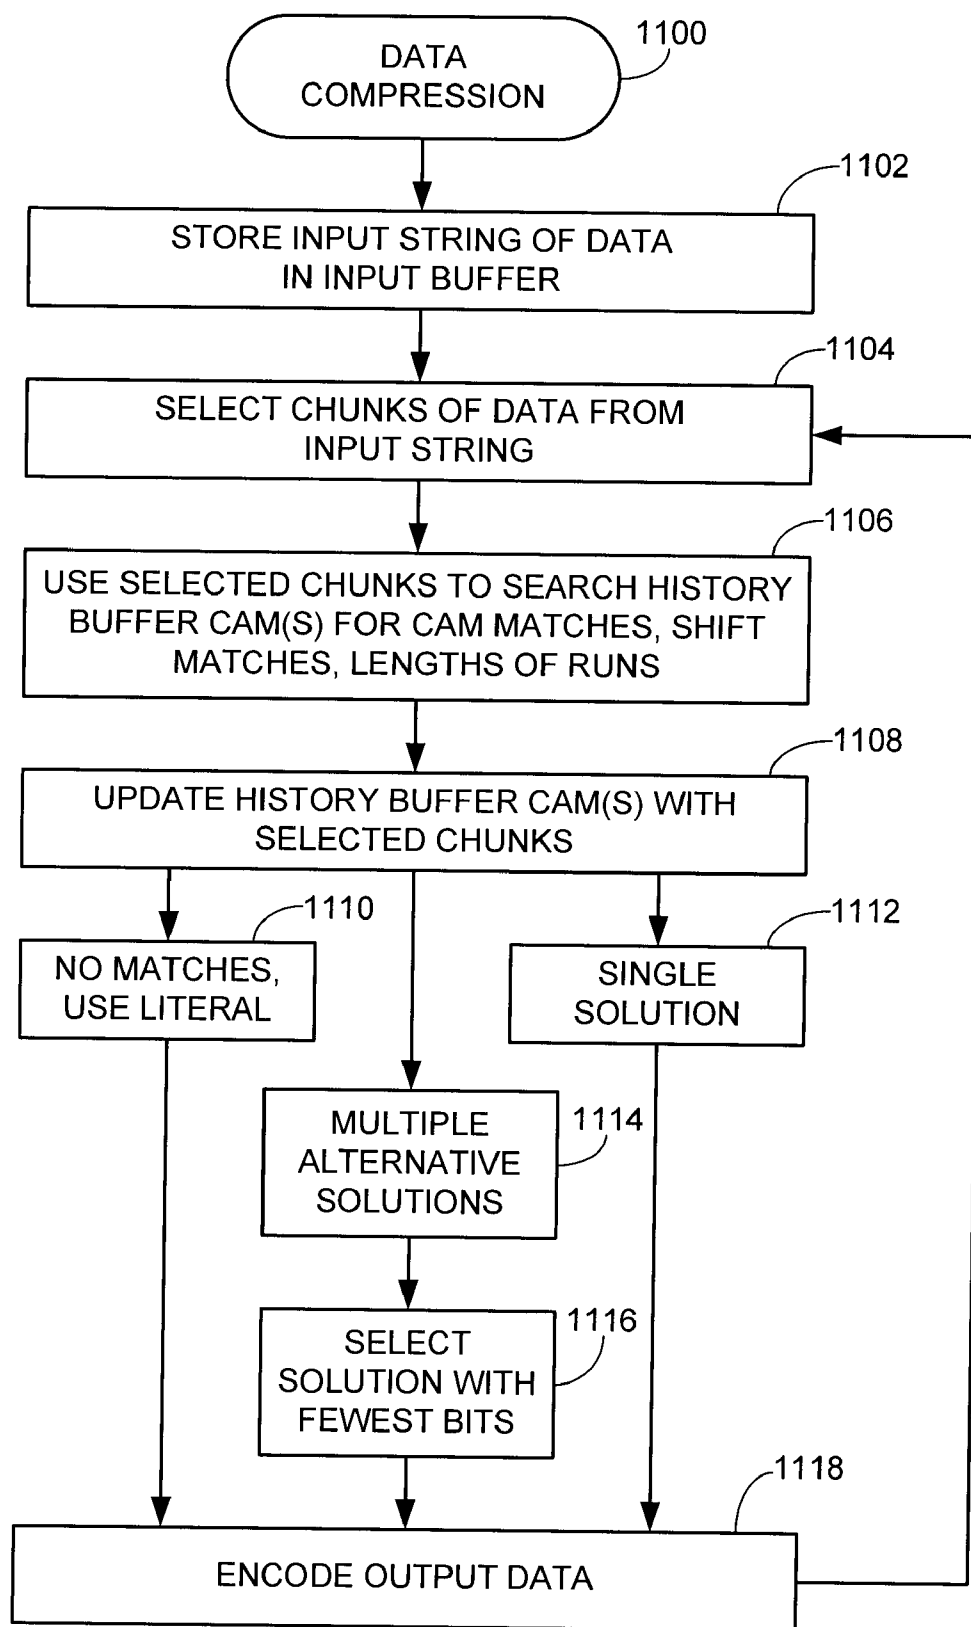 1100
DATA
COMPRESSION
1102
STORE INPUT STRING OF DATA
IN INPUT BUFFER
1104
SELECT CHUNKS OF DATA FROM
INPUT STRING
1106
USE SELECTED CHUNKS TO SEARCH HISTORY
BUFFER CAM(S) FOR CAM MATCHES, SHIFT
MATCHES, LENGTHS OF RUNS
1108
UPDATE HISTORY BUFFER CAM(S) WITH
SELECTED CHUNKS
1110
NO MATCHES,
USE LITERAL
1112
SINGLE
SOLUTION
1114
MULTIPLE
ALTERNATIVE
SOLUTIONS
1116
SELECT
SOLUTION WITH
FEWEST BITS
1118
ENCODE OUTPUT DATA